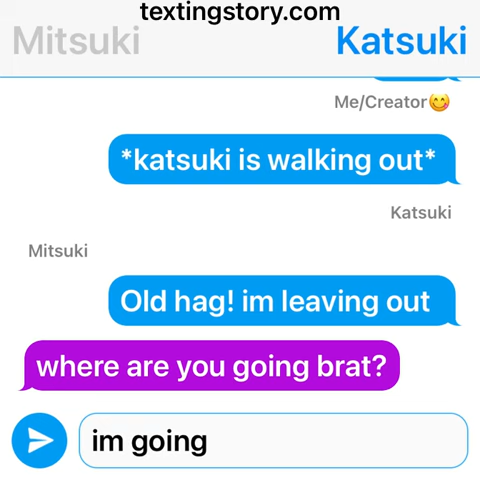 textingstory.com
Mitsuki
Katsuki
Me/Creator😋
*katsuki is walking out*
Katsuki
Mitsuki
Old hag! im leaving out
where are you going brat?
im going